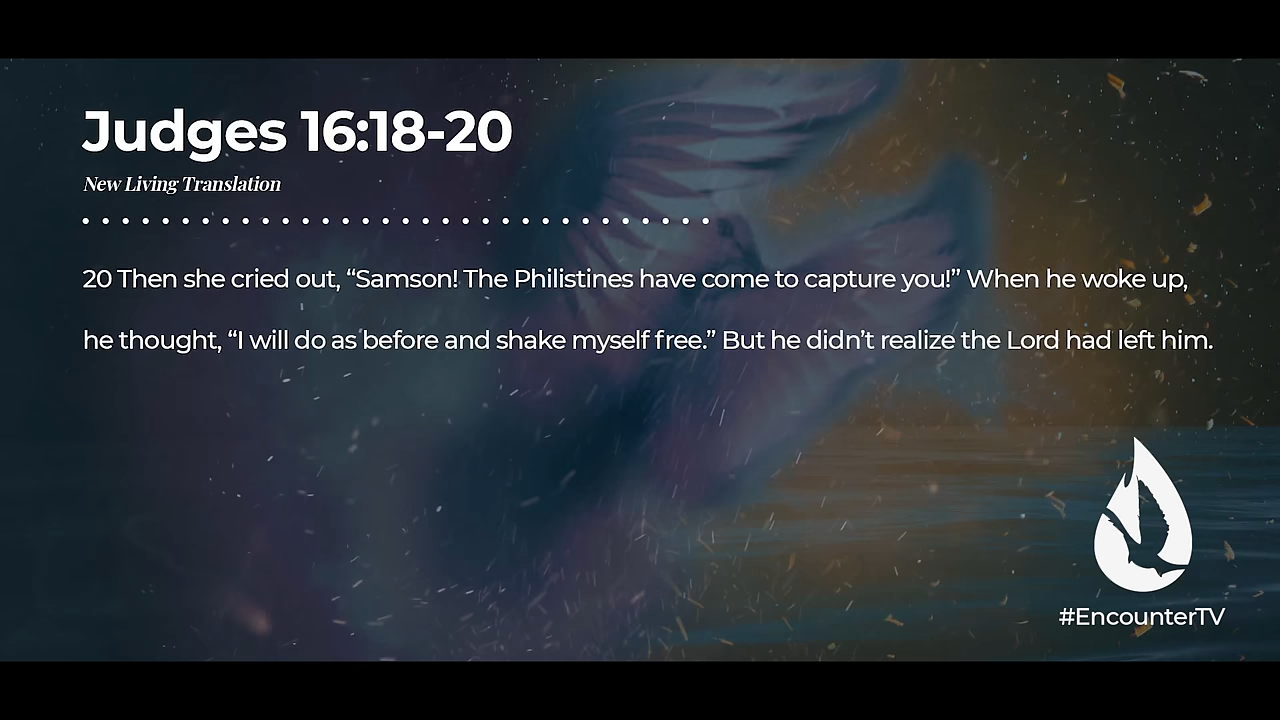 Judges 16:18-20
New Living Translation
20 Then she cried out, “Samson! The Philistines have come to capture you!” When he woke up,
he thought, “I will do as before and shake myself free.” But he didn’t realize the Lord had left him.
#EncounterTV